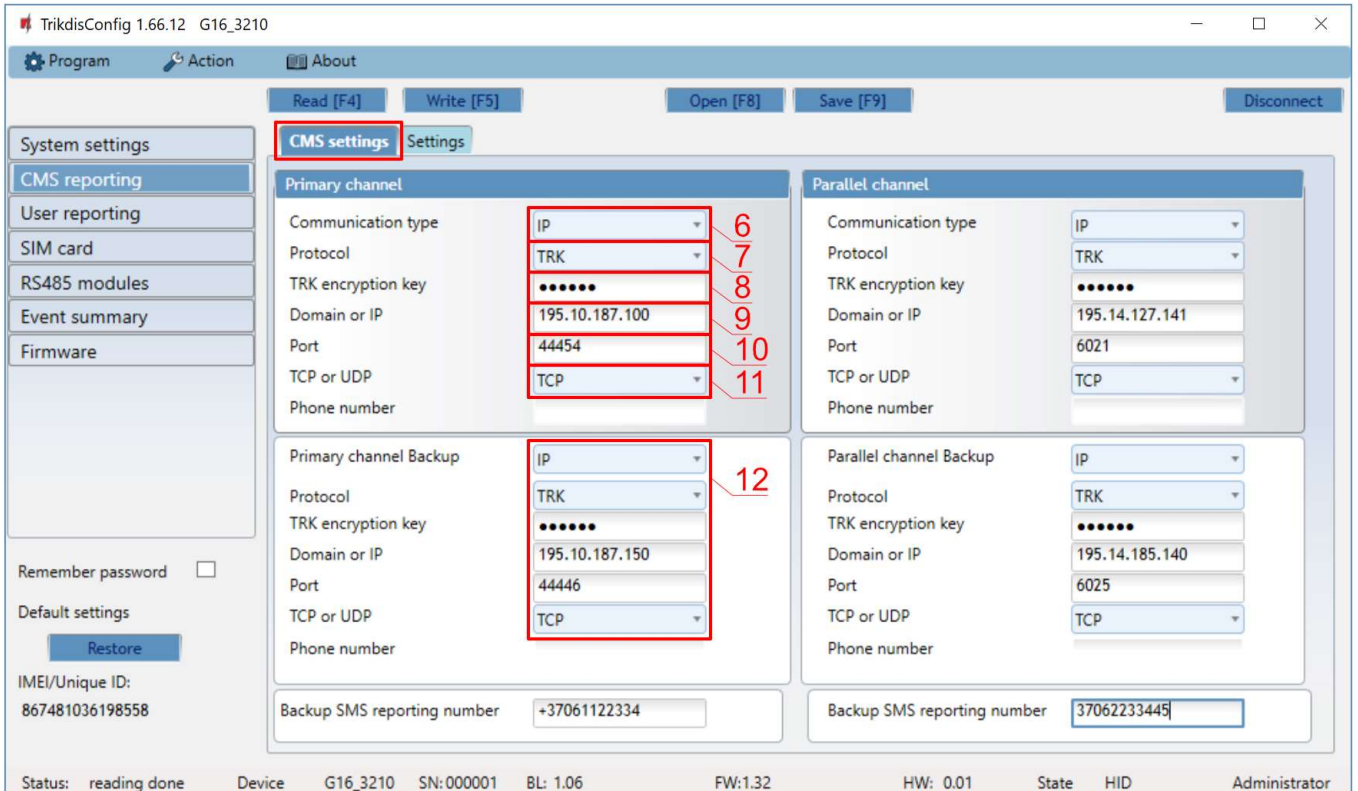 TrikdisConfig 1.66.12 G16_3210
Program Action About
Read [F4] Write [F5] Open [F8] Save [F9] Disconnect
System settings
CMS reporting
User reporting
SIM card
RS485 modules
Event summary
Firmware
Remember password
Default settings
Restore
IMEI/Unique ID:
867481036198558
CMS settings Settings
Primary channel
Communication type IP 6
Protocol TRK 7
TRK encryption key ●●●●●● 8
Domain or IP 195.10.187.100 9
Port 44454 10
TCP or UDP TCP 11
Phone number
Primary channel Backup IP 12
Protocol TRK
TRK encryption key ●●●●●●
Domain or IP 195.10.187.150
Port 44446
TCP or UDP TCP
Phone number
Backup SMS reporting number +37061122334
Parallel channel
Communication type IP
Protocol TRK
TRK encryption key ●●●●●●
Domain or IP 195.14.127.141
Port 6021
TCP or UDP TCP
Phone number
Parallel channel Backup IP
Protocol TRK
TRK encryption key ●●●●●●
Domain or IP 195.14.185.140
Port 6025
TCP or UDP TCP
Phone number
Backup SMS reporting number 37062233445
Status: reading done Device G16_3210 SN:000001 BL: 1.06 FW:1.32 HW: 0.01 State HID Administrator